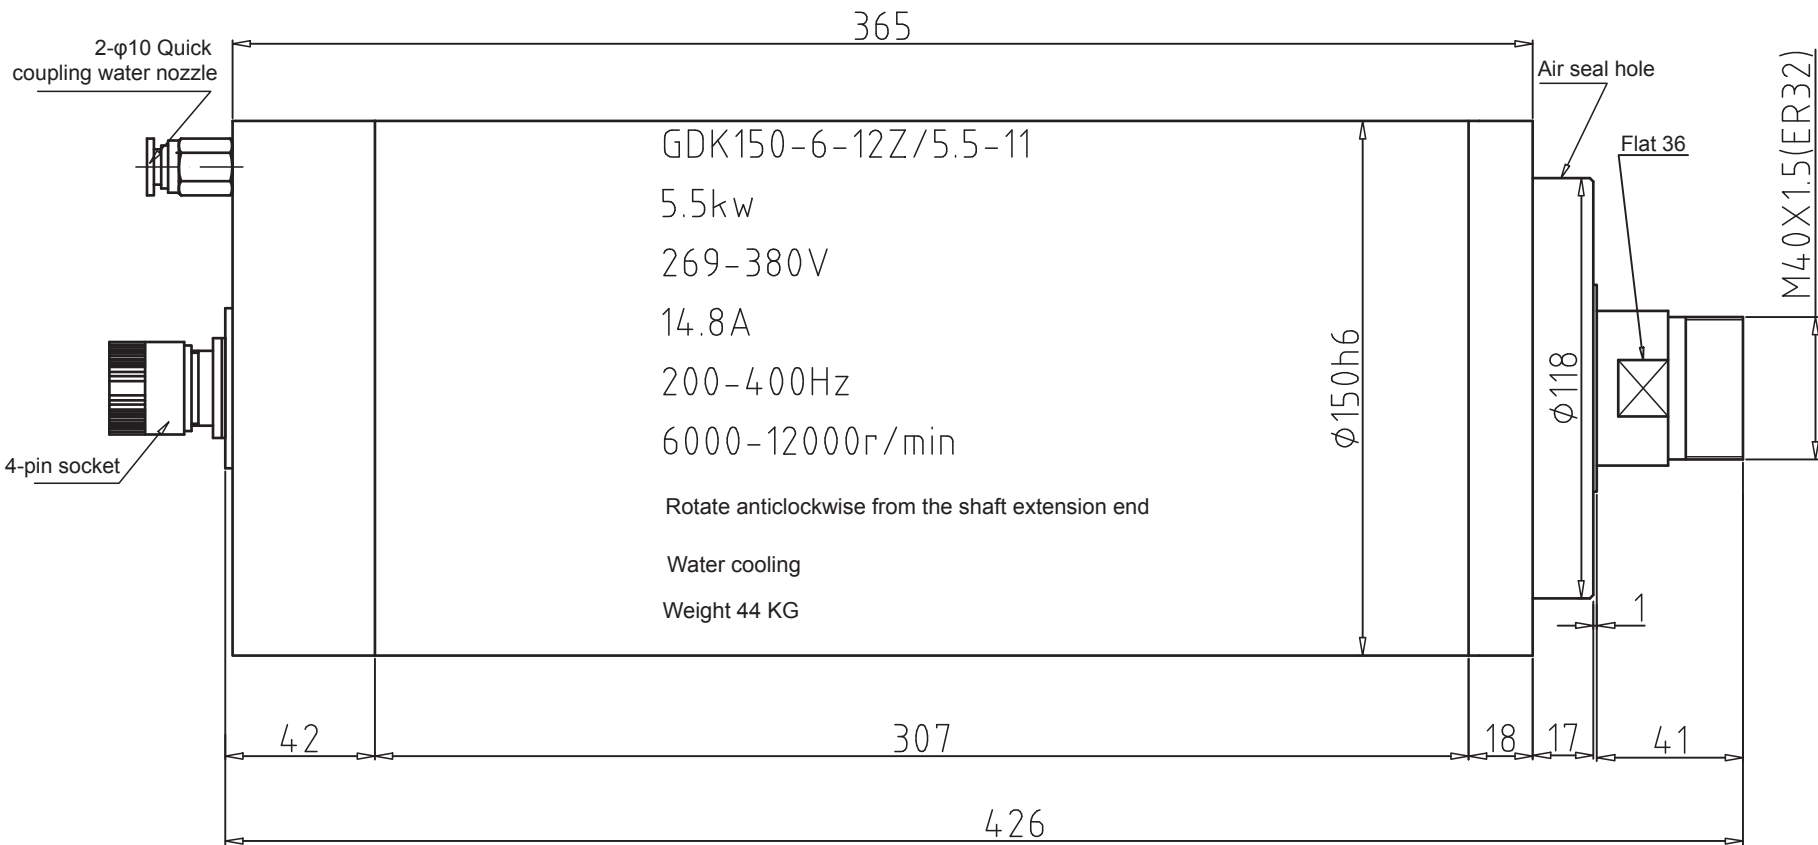 365
2-φ10 Quick
coupling water nozzle
Air seal hole
M40X1.5(ER32)
GDK150-6-12Z/5.5-11
Flat 36
5.5kw
269-380V
14.8A
200-400Hz
6000-12000r/min
φ150h6
φ118
4-pin socket
Rotate anticlockwise from the shaft extension end
Water cooling
Weight 44 KG
1
42
307
18
17
41
426